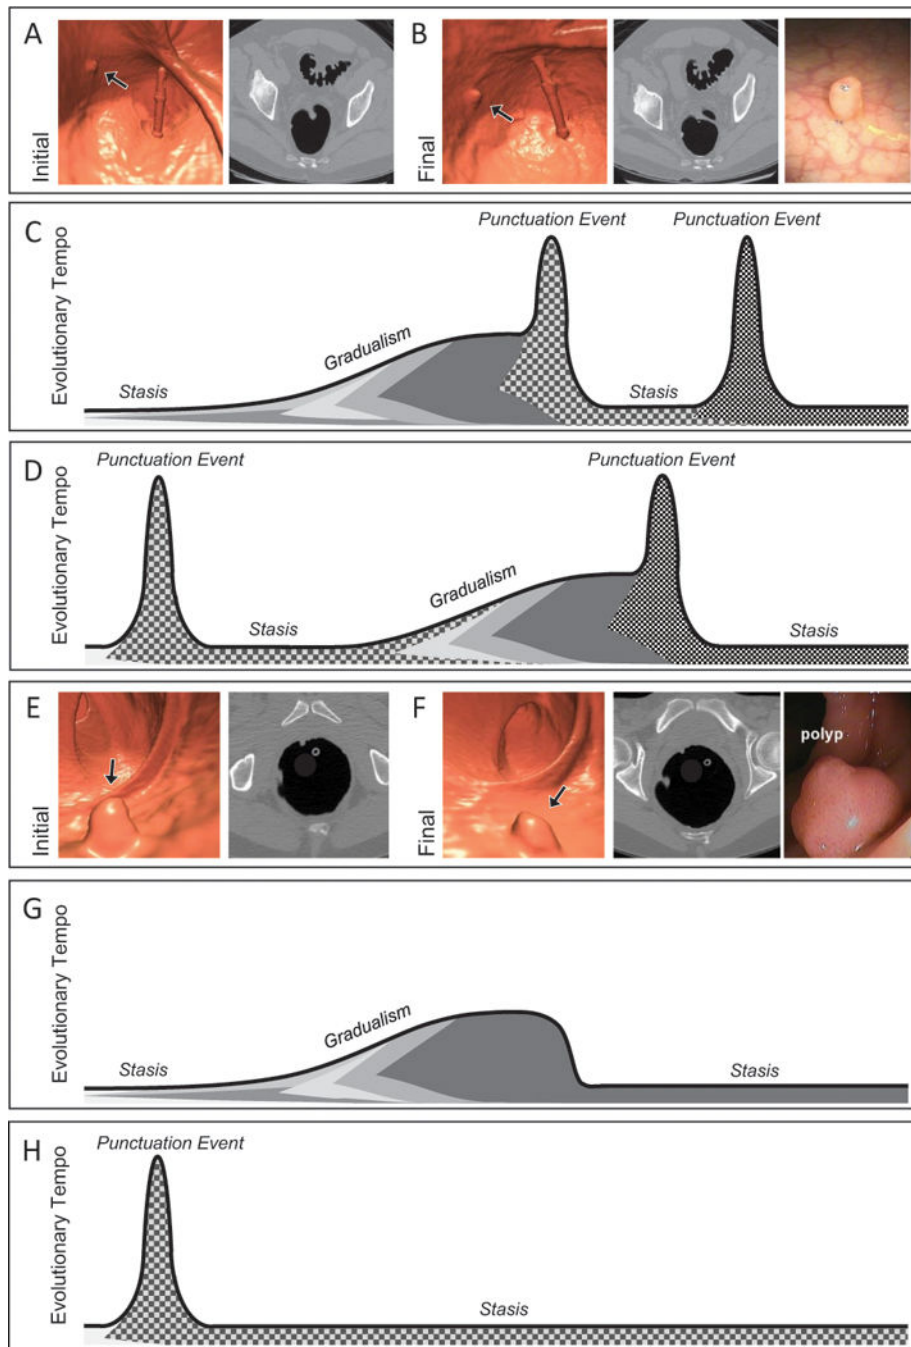 A
Initial
B
Final
C
Evolutionary Tempo
Stasis
Gradualism
Punctuation Event
Stasis
Punctuation Event
D
Evolutionary Tempo
Punctuation Event
Stasis
Gradualism
Punctuation Event
Stasis
E
Initial
F
Final
polyp
G
Evolutionary Tempo
Stasis
Gradualism
Stasis
H
Evolutionary Tempo
Punctuation Event
Stasis